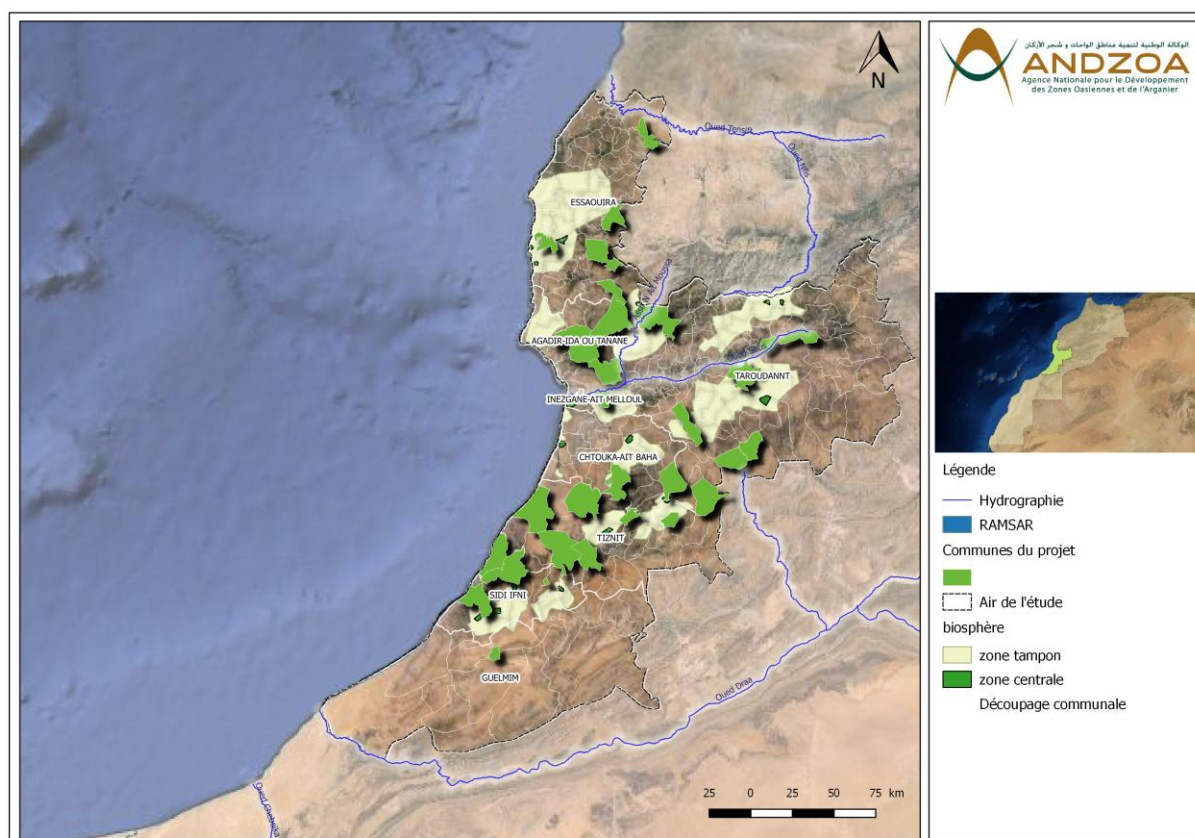 N
Oued Tensift
ESSAOUIRA
AGADIR-IDA OU TANANE
TAROUDANNT
INEZGANE-AIT MELLOUL
CHTOUKA-AIT BAHA
TIZNIT
SIDI IFNI
GUELMIM
Oued Draa
25 0 25 50 75 km
الوكالة الوطنية لتنمية مناطق الواحات و شجر الأركان
ANDZOA
Agence Nationale pour le Développement
des Zones Oasiennes et de l'Arganier
Légende
Hydrographie
RAMSAR
Communes du projet
Air de l'étude
biosphère
zone tampon
zone centrale
Découpage communale